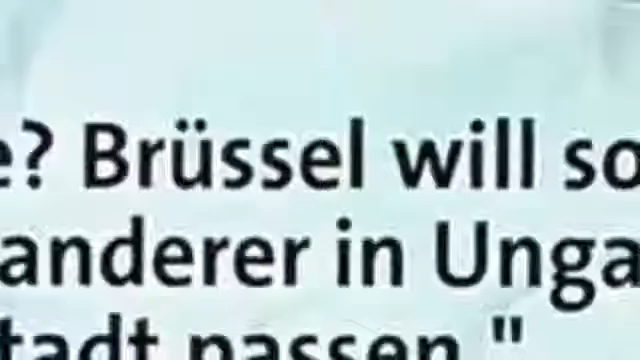 e? Brüssel will so
anderer in Unga
tadt passen."